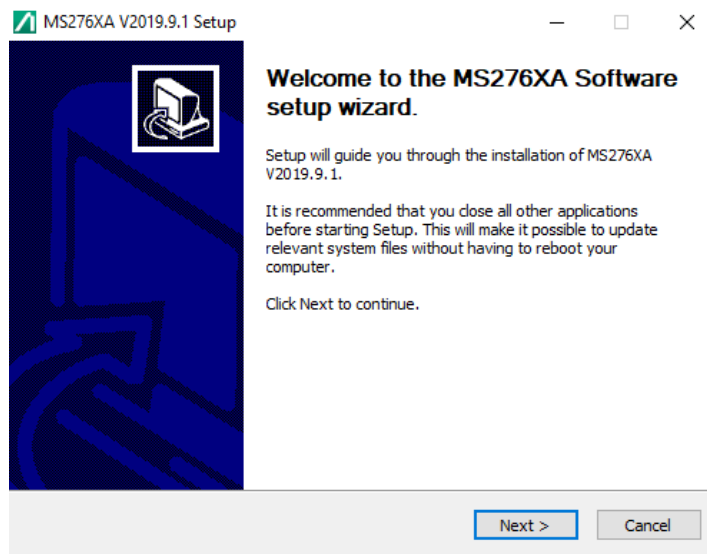 MS276XA V2019.9.1 Setup
Welcome to the MS276XA Software
setup wizard.
Setup will guide you through the installation of MS276XA
V2019.9.1.
It is recommended that you close all other applications
before starting Setup. This will make it possible to update
relevant system files without having to reboot your
computer.
Click Next to continue.
Next >
Cancel